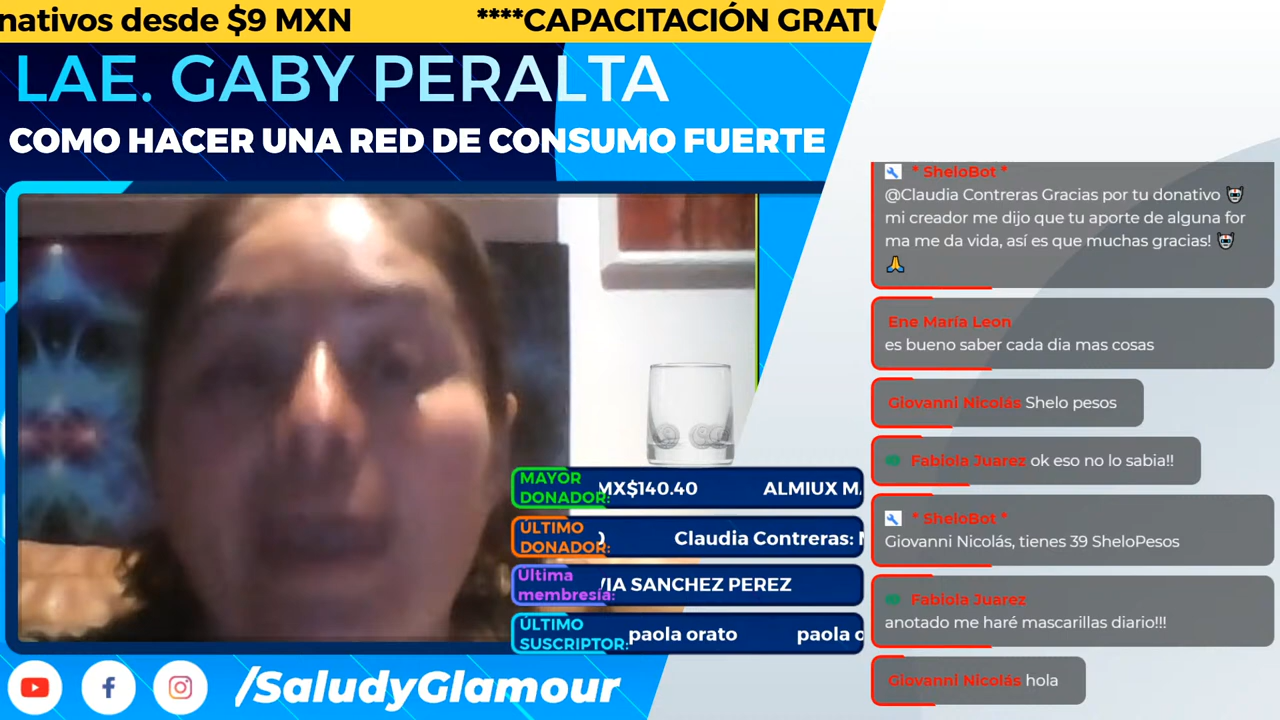 nativos desde $9 MXN ****CAPACITACIÓN GRATU
LAE. GABY PERALTA
COMO HACER UNA RED DE CONSUMO FUERTE
MAYOR
DONADOR:
MX$140.40 ALMIUX M
ÚLTIMO
DONADOR:
Claudia Contreras:
Última
membresía:
IA SANCHEZ PEREZ
ÚLTIMO
SUSCRIPTOR:
paola orato paola o
/SaludyGlamour
* SheloBot *
@Claudia Contreras Gracias por tu donativo
mi creador me dijo que tu aporte de alguna for
ma me da vida, así es que muchas gracias!
Ene María Leon
es bueno saber cada dia mas cosas
Giovanni Nicolás Shelo pesos
Fabiola Juarez ok eso no lo sabia!!
* SheloBot *
Giovanni Nicolás, tienes 39 SheloPesos
Fabiola Juarez
anotado me haré mascarillas diario!!!
Giovanni Nicolás hola